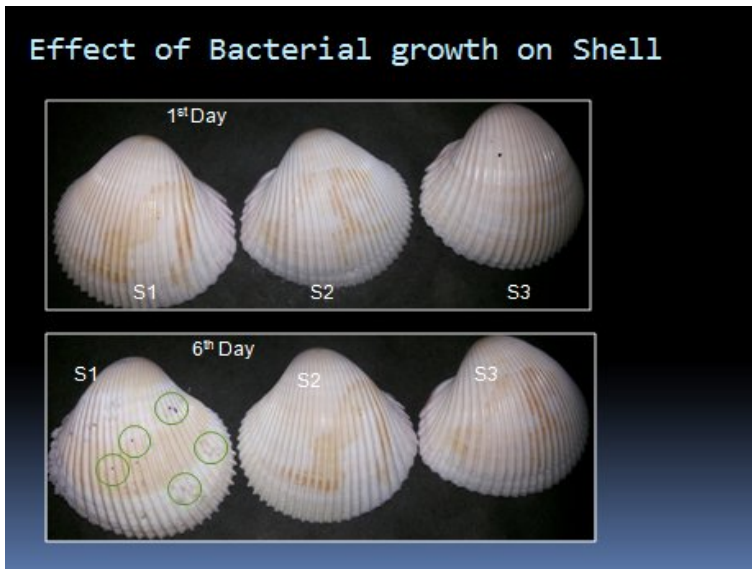 Effect of Bacterial growth on Shell
1st Day
S1 S2 S3
6th Day
S1 S2 S3